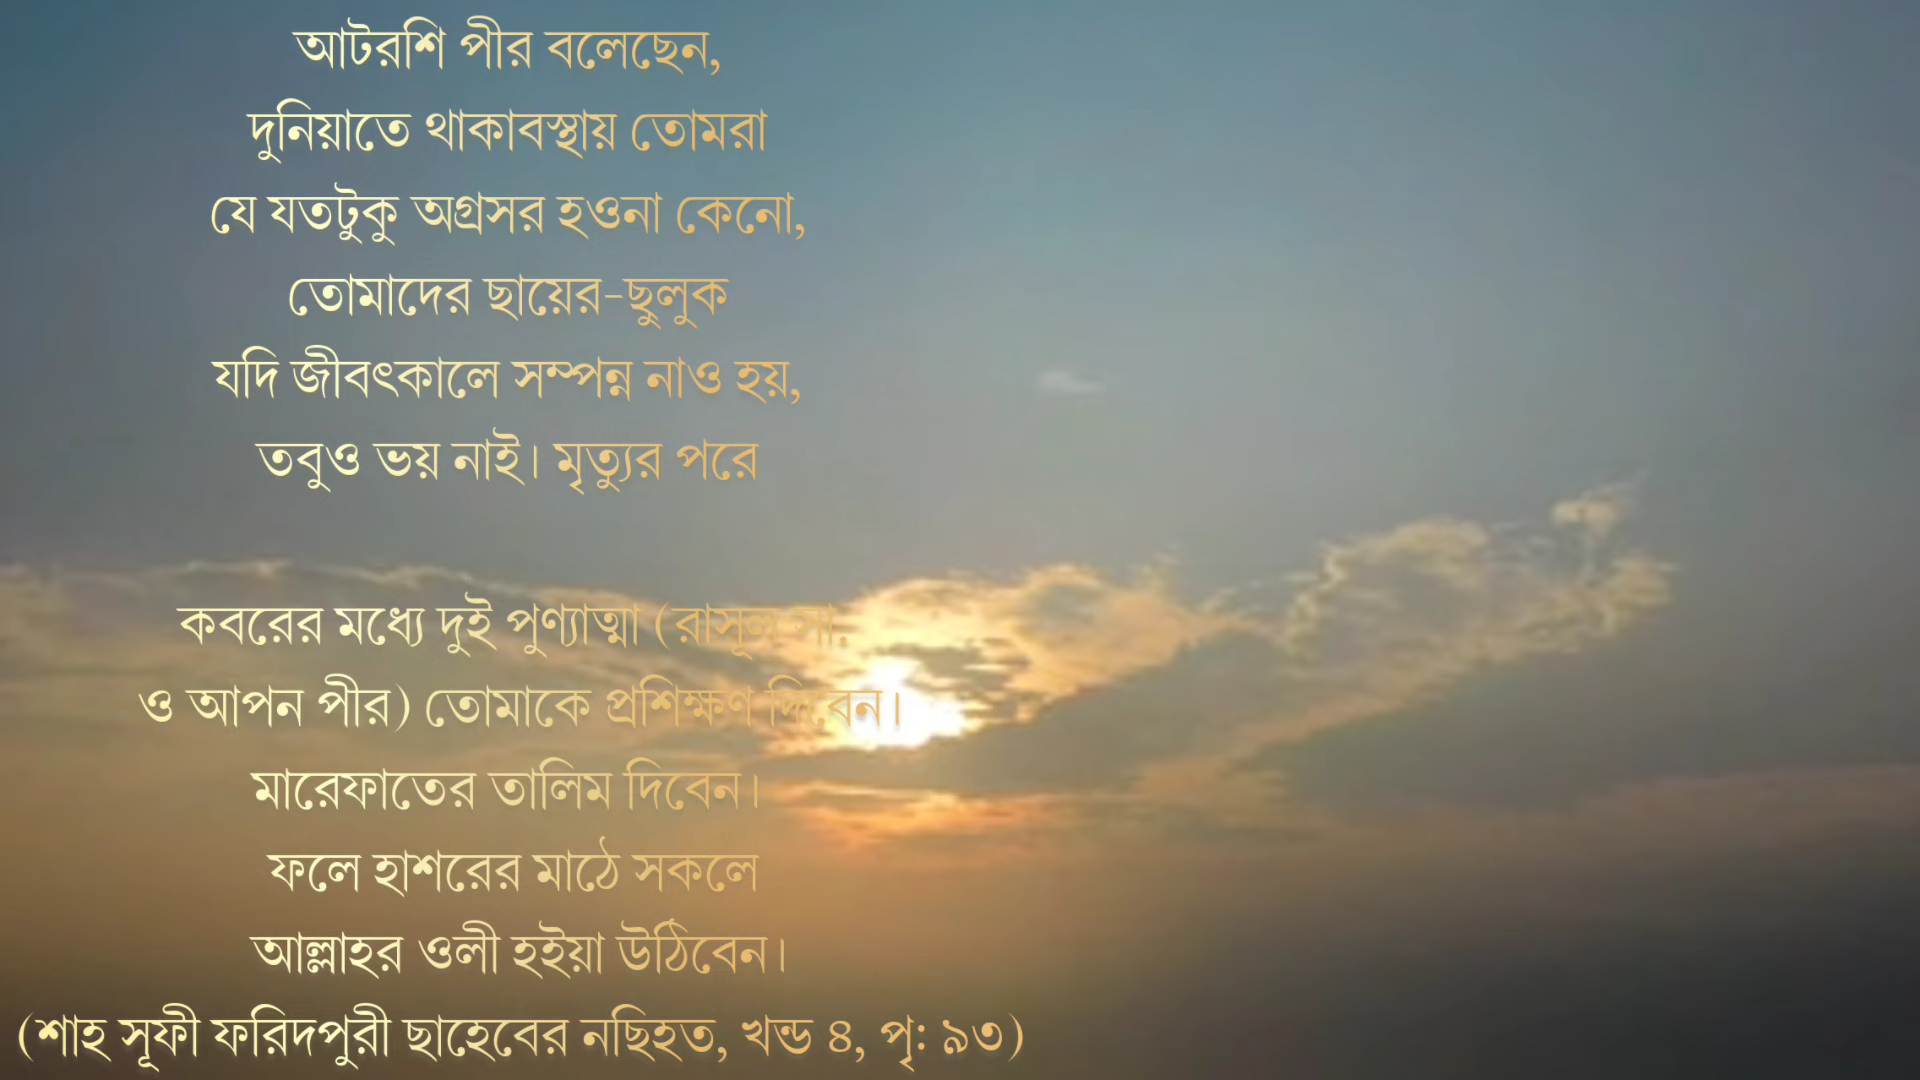 আটরশি পীর বলেছেন,
দুনিয়াতে থাকাবস্থায় তোমরা
যে যতটুকু অগ্রসর হওনা কেনো,
তোমাদের ছায়ের-ছুলুক
যদি জীবৎকালে সম্পন্ন নাও হয়,
তবুও ভয় নাই। মৃত্যুর পরে
কবরের মধ্যে দুই পুণ্যাত্মা (রাসূল সা.
ও আপন পীর) তোমাকে প্রশিক্ষণ দিবেন।
মারেফাতের তালিম দিবেন।
ফলে হাশরের মাঠে সকলে
আল্লাহর ওলী হইয়া উঠিবেন।
(শাহ সূফী ফরিদপুরী ছাহেবের নছিহত, খন্ড ৪, পৃ: ৯৩)